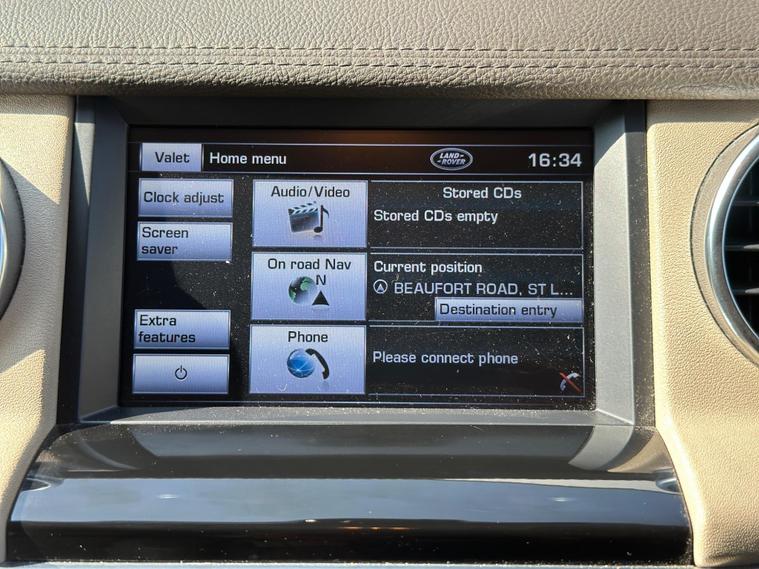 Valet
Home menu
LAND-
-ROVER
16:34
Clock adjust
Screen
saver
Extra
features
Audio/Video
Stored CDs
Stored CDs empty
On road Nav
N
Current position
BEAUFORT ROAD, ST L...
Destination entry
Phone
Please connect phone